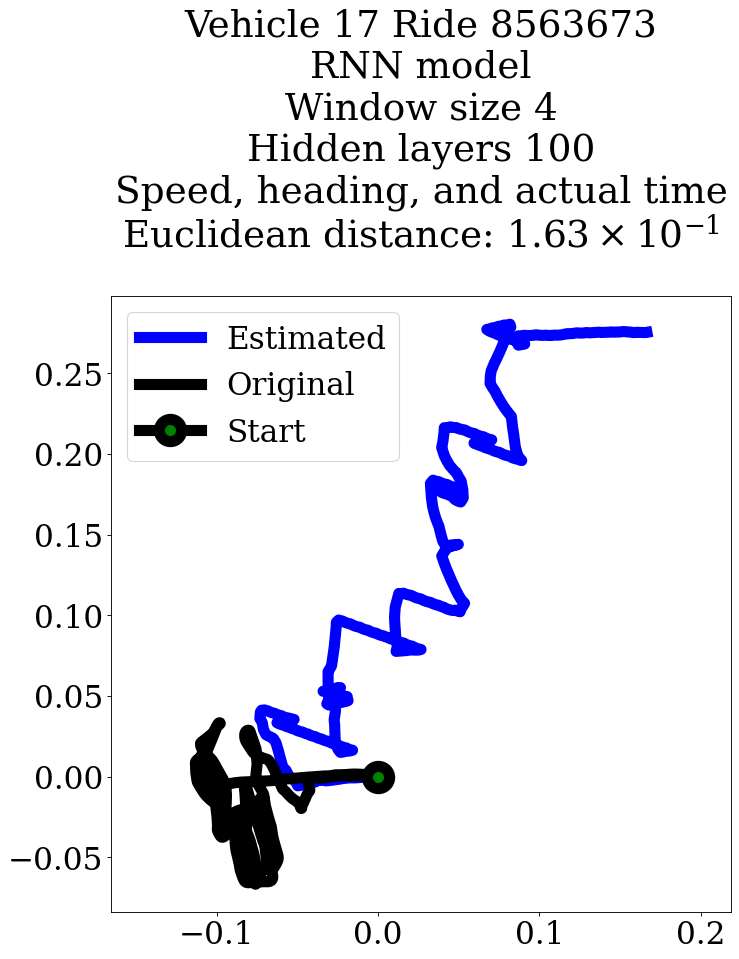 Vehicle 17 Ride 8563673
RNN model
Window size 4
Hidden layers 100
Speed, heading, and actual time
Euclidean distance: 1.63 × 10⁻¹
Estimated
Original
Start
0.25
0.20
0.15
0.10
0.05
0.00
−0.05
−0.1 0.0 0.1 0.2